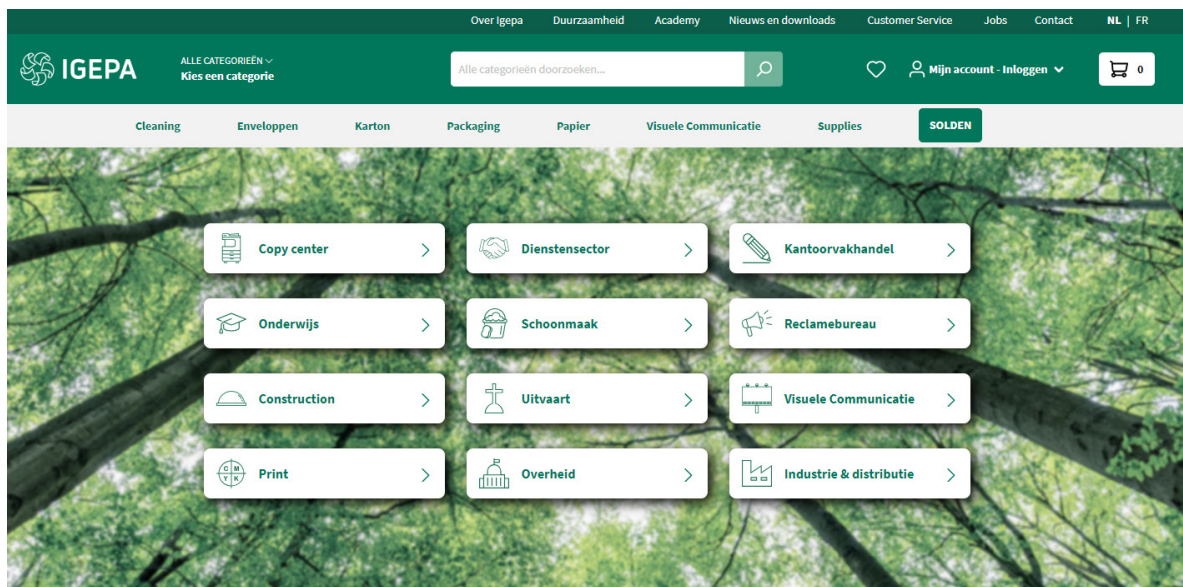 Over Igepa Duurzaamheid Academy Nieuws en downloads Customer Service Jobs Contact NL | FR
IGEPA
ALLE CATEGORIEËN
Kies een categorie
Alle categorieën doorzoeken...
Mijn account - Inloggen
0
Cleaning Enveloppen Karton Packaging Papier Visuele Communicatie Supplies SOLDEN
Copy center Dienstensector Kantoorvakhandel
Onderwijs Schoonmaak Reclamebureau
Construction Uitvaart Visuele Communicatie
C M
Y K
Print Overheid Industrie & distributie